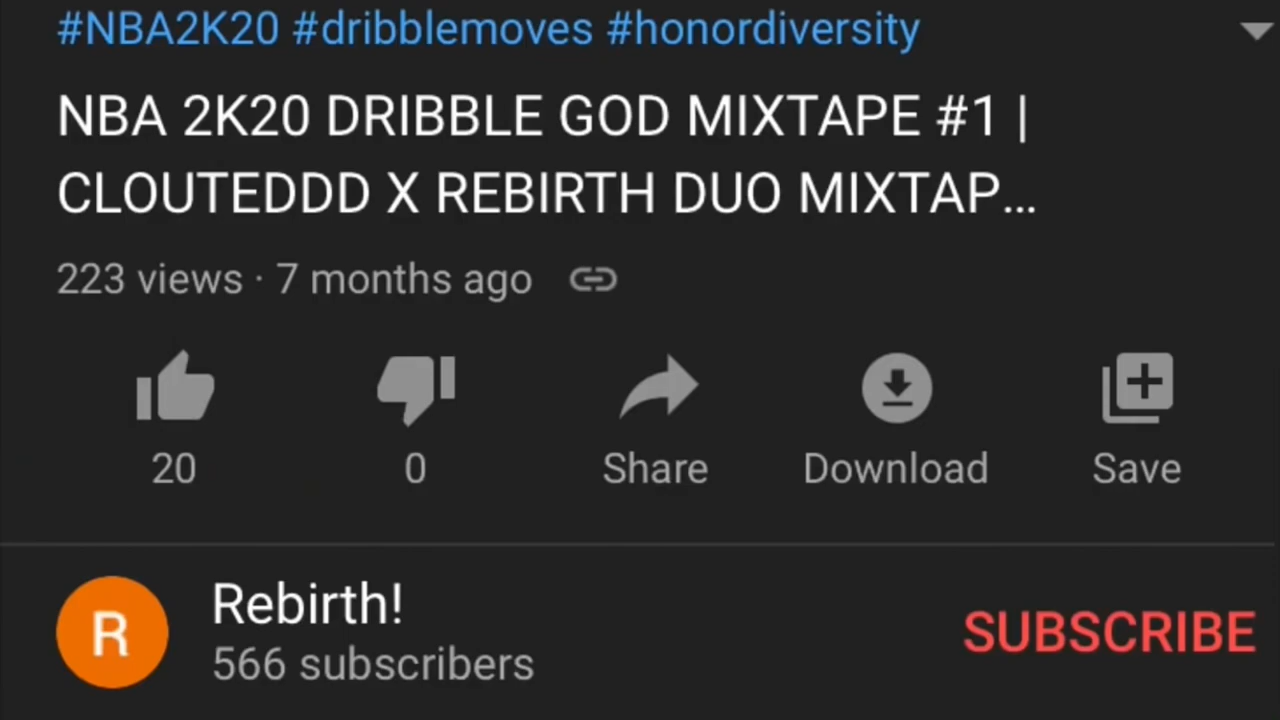 #NBA2K20 #dribblemoves #honordiversity
NBA 2K20 DRIBBLE GOD MIXTAPE #1 |
CLOUTEDDD X REBIRTH DUO MIXTAP...
223 views · 7 months ago
20 0 Share Download Save
R Rebirth!
566 subscribers
SUBSCRIBE